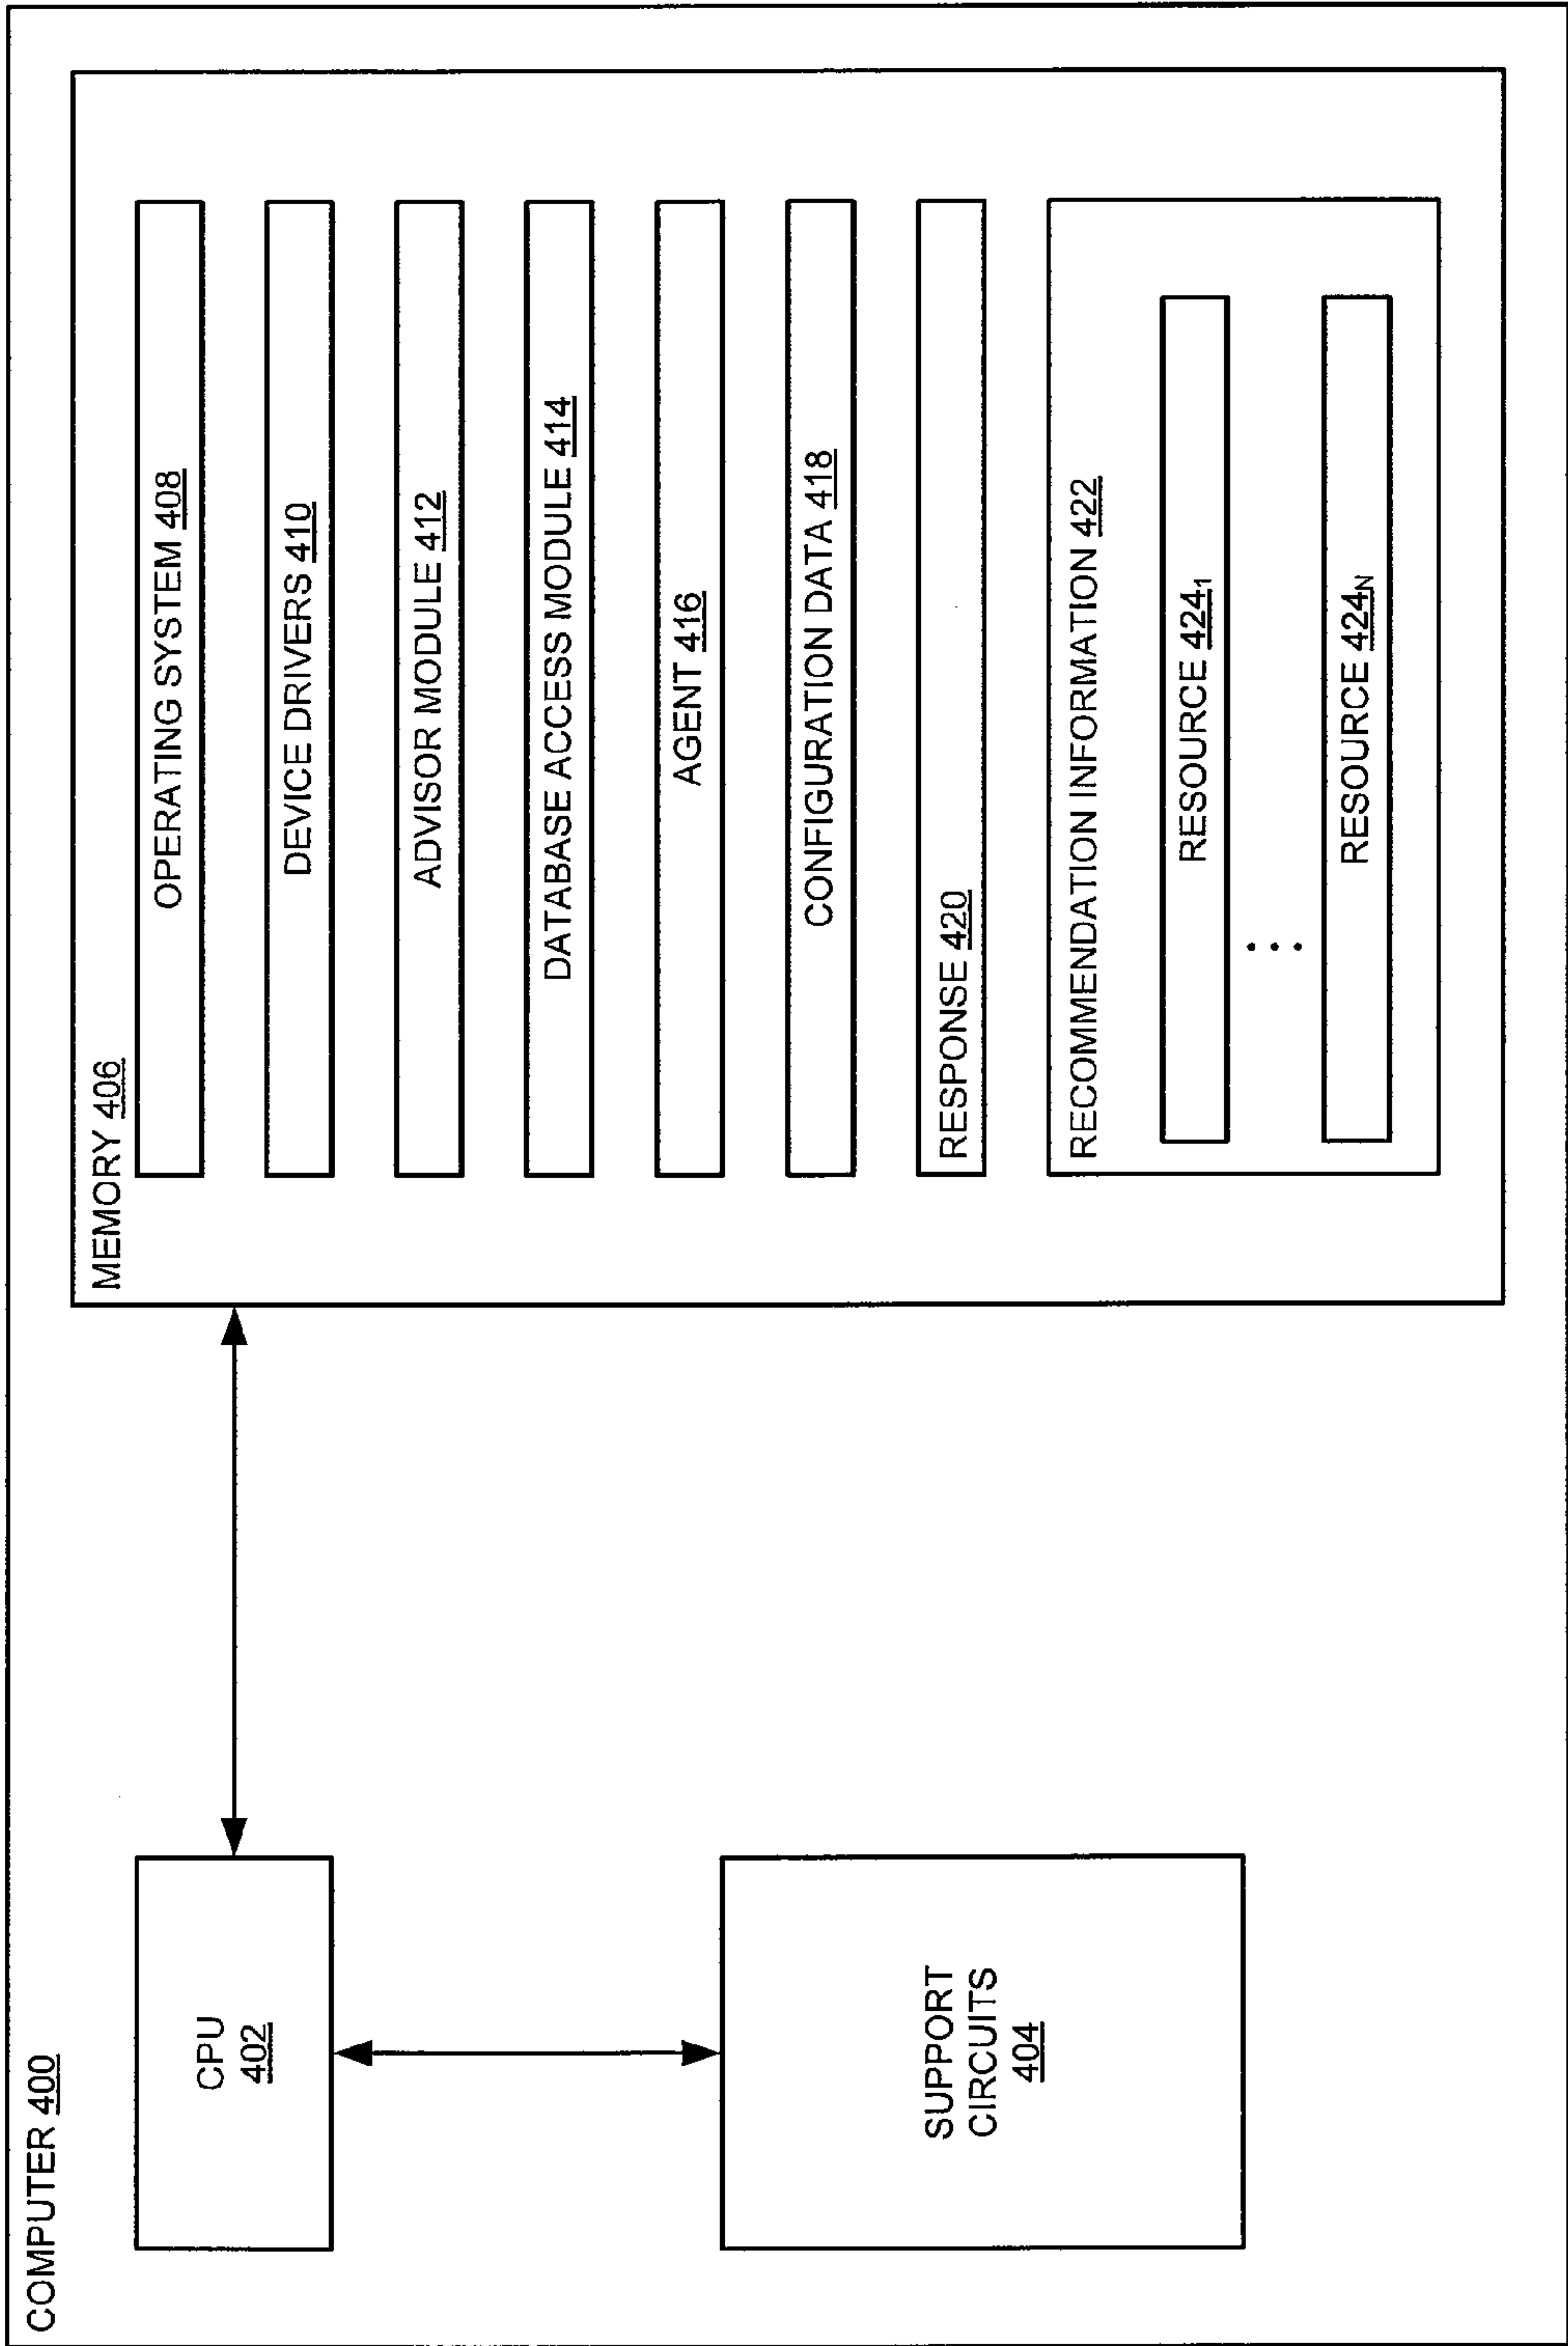 COMPUTER 400
CPU
402
SUPPORT
CIRCUITS
404
MEMORY 406
OPERATING SYSTEM 408
DEVICE DRIVERS 410
ADVISOR MODULE 412
DATABASE ACCESS MODULE 414
AGENT 416
CONFIGURATION DATA 418
RESPONSE 420
RECOMMENDATION INFORMATION 422
RESOURCE 424₁
...
RESOURCE 424N